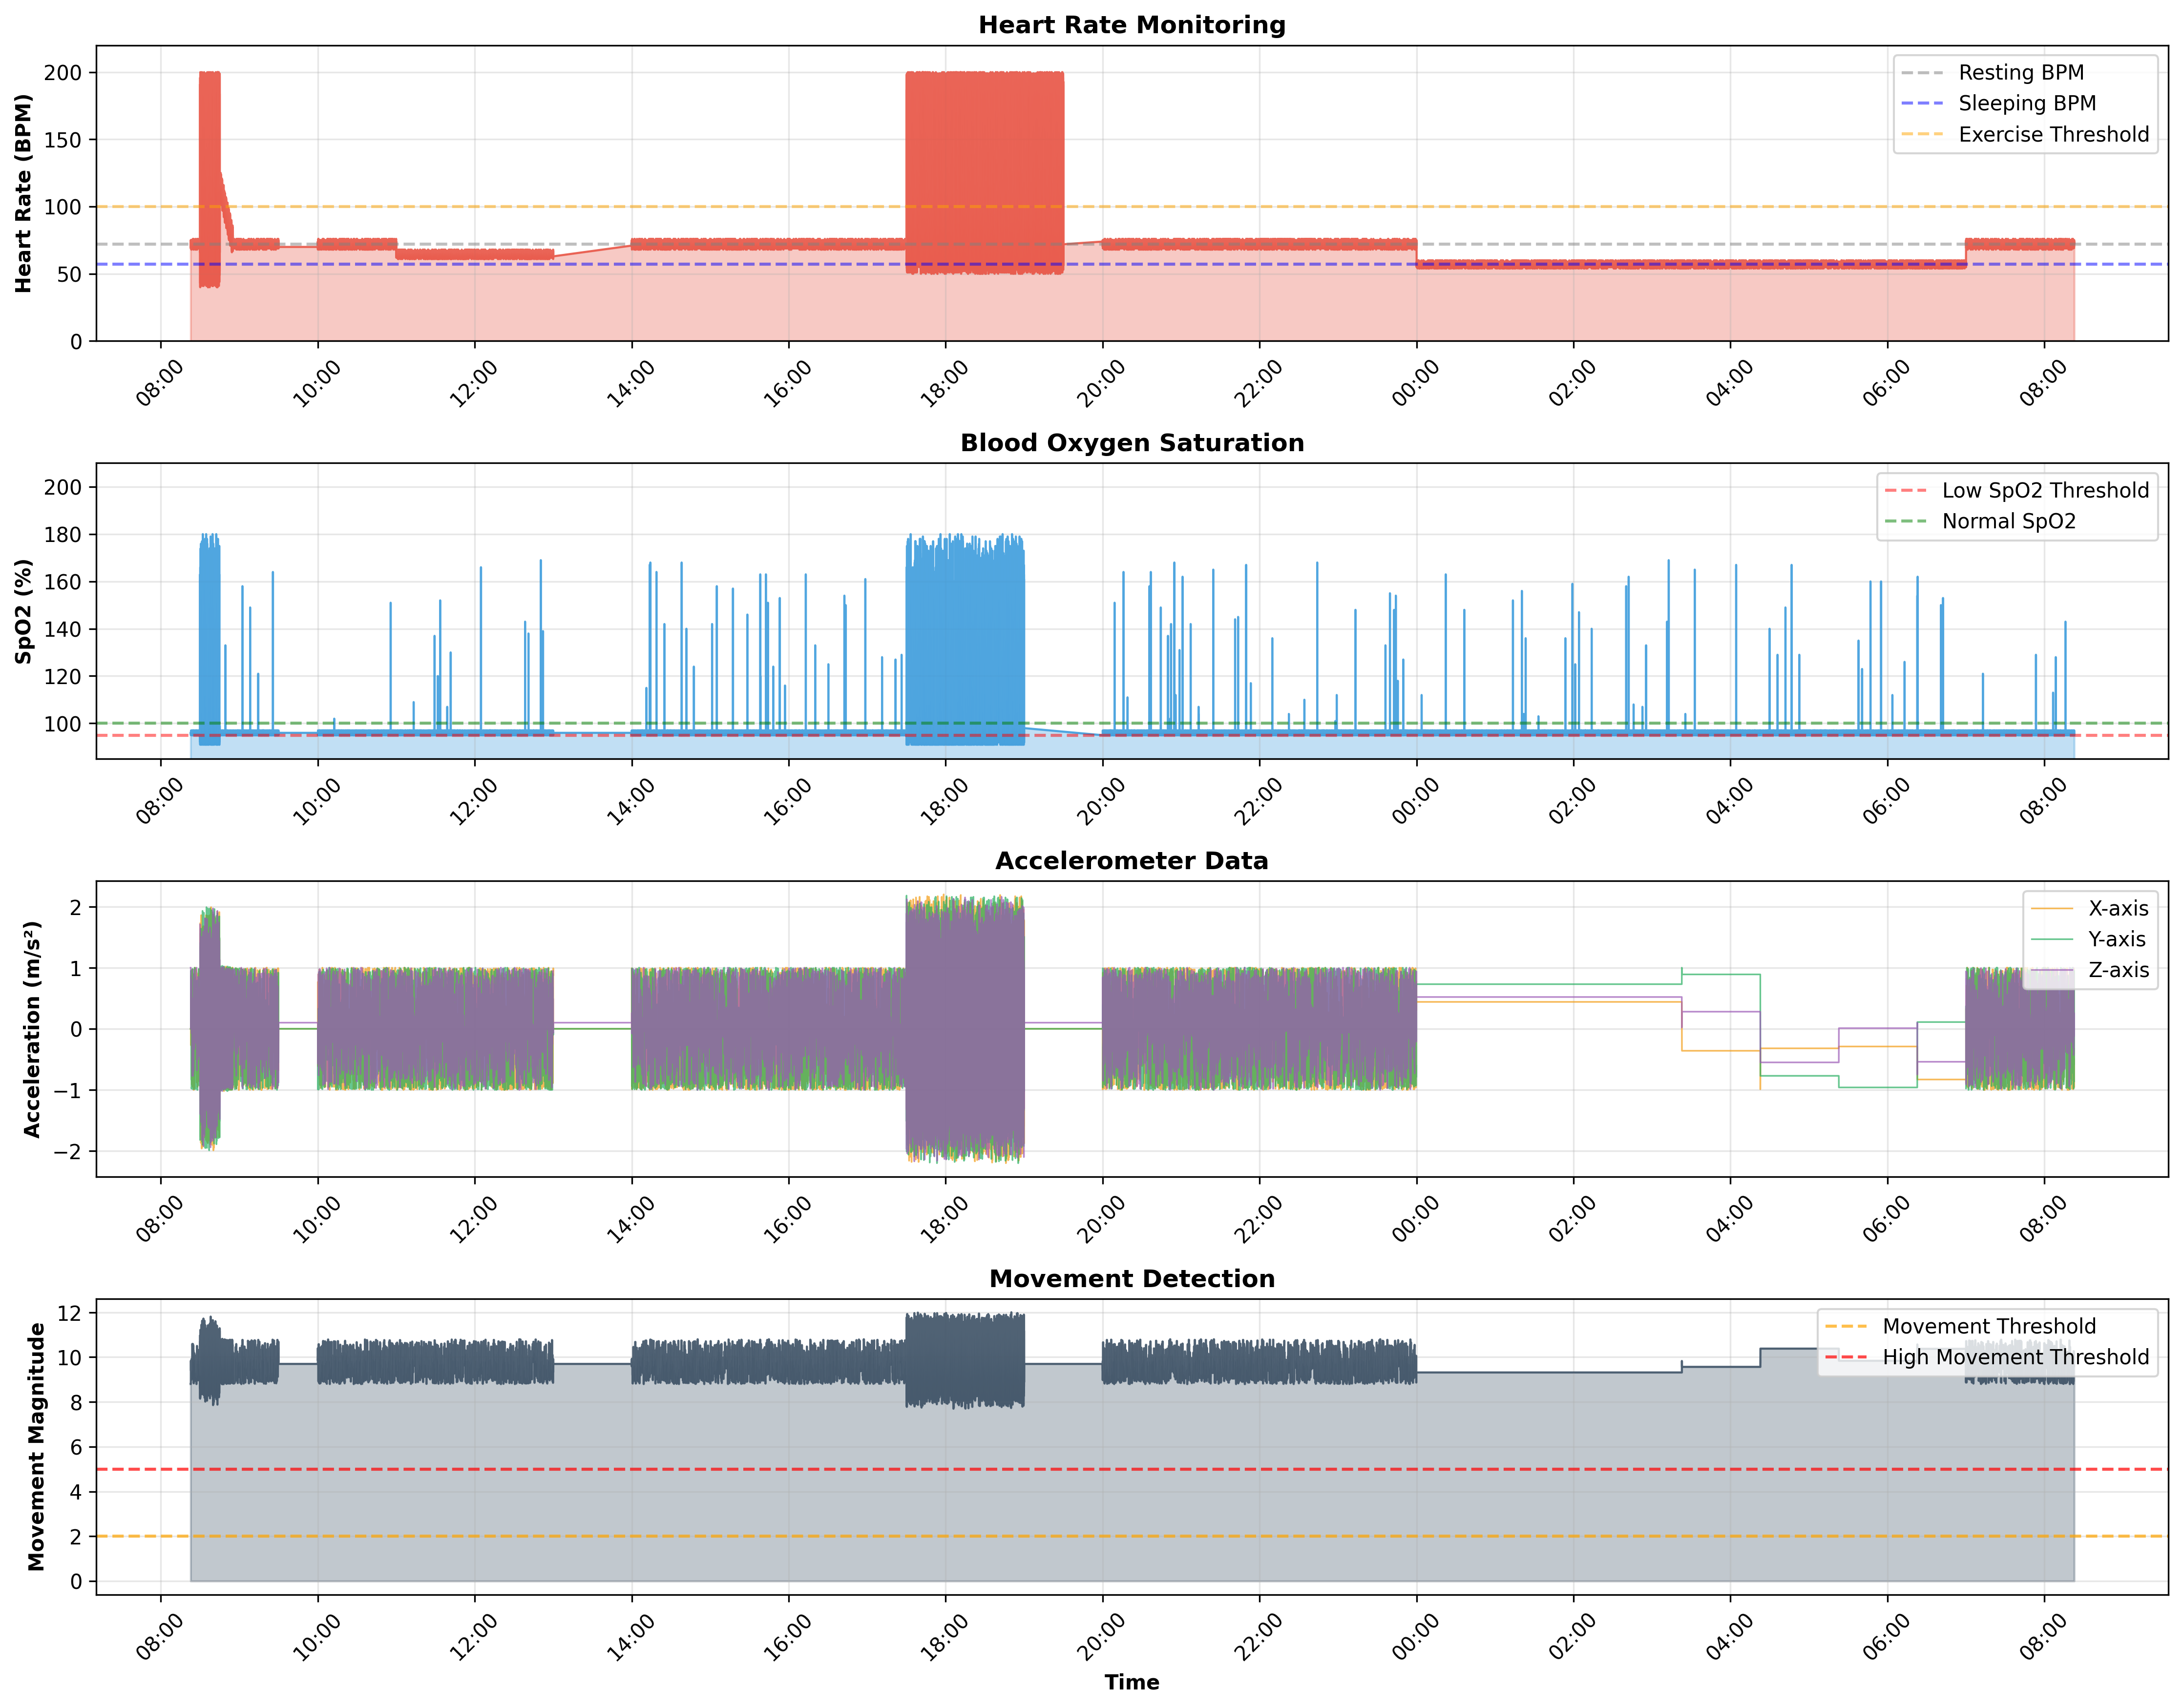 Heart Rate Monitoring
Heart Rate (BPM)
200
150
100
50
0
Resting BPM
Sleeping BPM
Exercise Threshold
08:00 10:00 12:00 14:00 16:00 18:00 20:00 22:00 00:00 02:00 04:00 06:00 08:00
Blood Oxygen Saturation
SpO2 (%)
200
180
160
140
120
100
Low SpO2 Threshold
Normal SpO2
08:00 10:00 12:00 14:00 16:00 18:00 20:00 22:00 00:00 02:00 04:00 06:00 08:00
Accelerometer Data
Acceleration (m/s²)
2
1
0
−1
−2
X-axis
Y-axis
Z-axis
08:00 10:00 12:00 14:00 16:00 18:00 20:00 22:00 00:00 02:00 04:00 06:00 08:00
Movement Detection
Movement Magnitude
12
10
8
6
4
2
0
Movement Threshold
High Movement Threshold
08:00 10:00 12:00 14:00 16:00 18:00 20:00 22:00 00:00 02:00 04:00 06:00 08:00
Time